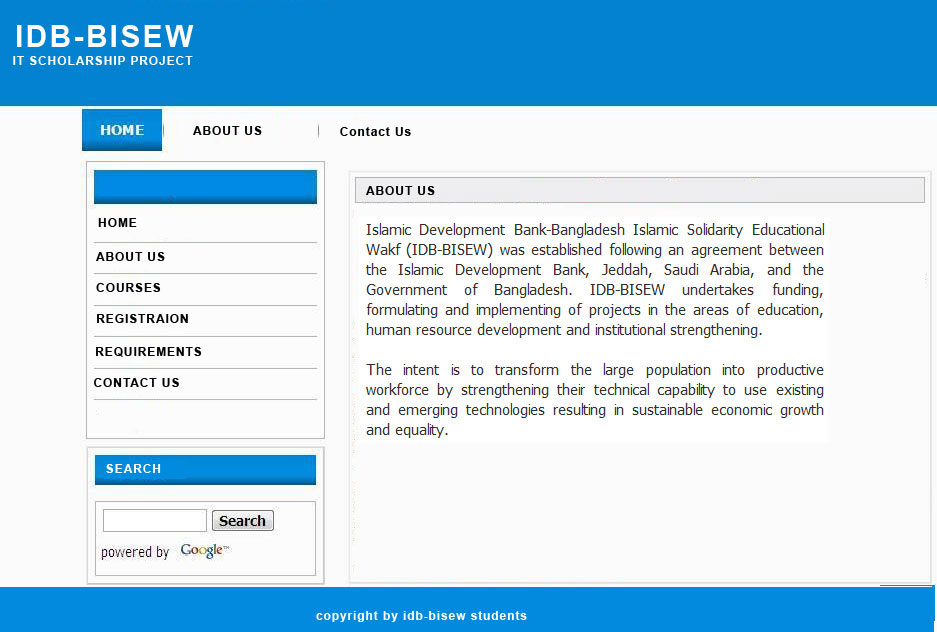 IDB-BISEW
IT SCHOLARSHIP PROJECT
HOME
ABOUT US
Contact Us
HOME
ABOUT US
COURSES
REGISTRAION
REQUIREMENTS
CONTACT US
SEARCH
Search
powered by Google™
ABOUT US
Islamic Development Bank-Bangladesh Islamic Solidarity Educational
Wakf (IDB-BISEW) was established following an agreement between
the Islamic Development Bank, Jeddah, Saudi Arabia, and the
Government of Bangladesh. IDB-BISEW undertakes funding,
formulating and implementing of projects in the areas of education,
human resource development and institutional strengthening.
The intent is to transform the large population into productive
workforce by strengthening their technical capability to use existing
and emerging technologies resulting in sustainable economic growth
and equality.
copyright by idb-bisew students